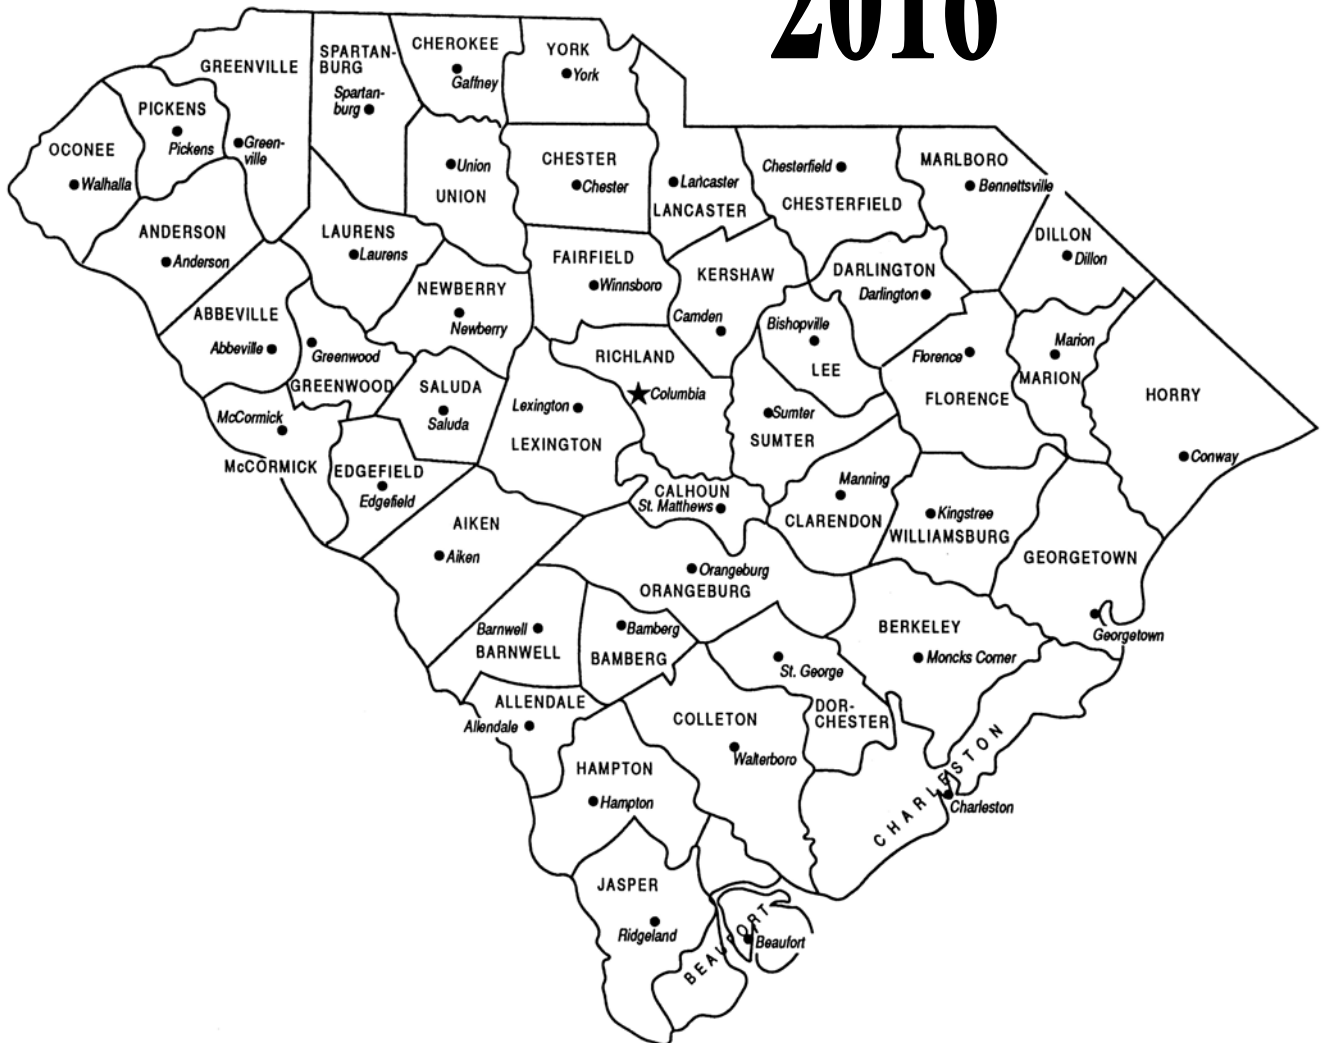 2016
CHEROKEE
Gaffney
YORK
York
SPARTAN-
BURG
Spartan-
burg
GREENVILLE
Green-
ville
PICKENS
Pickens
OCONEE
Walhalla
UNION
Union
CHESTER
Chester
Lancaster
LANCASTER
Chesterfield
CHESTERFIELD
MARLBORO
Bennettsville
ANDERSON
Anderson
LAURENS
Laurens
FAIRFIELD
Winnsboro
KERSHAW
Camden
DARLINGTON
Darlington
DILLON
Dillon
NEWBERRY
Newberry
ABBEVILLE
Abbeville
Greenwood
GREENWOOD
RICHLAND
Columbia
Bishopville
LEE
Florence
FLORENCE
Marion
MARION
HORRY
Conway
SALUDA
Saluda
Lexington
LEXINGTON
Sumter
SUMTER
McCormick
McCORMICK
EDGEFIELD
Edgefield
CALHOUN
St. Matthews
Manning
CLARENDON
Kingstree
WILLIAMSBURG
AIKEN
Aiken
GEORGETOWN
Georgetown
Orangeburg
ORANGEBURG
Barnwell
BARNWELL
Bamberg
BAMBERG
BERKELEY
Moncks Corner
St. George
DOR-
CHESTER
ALLENDALE
Allendale
COLLETON
Walterboro
HAMPTON
Hampton
CHARLESTON
Charleston
JASPER
Ridgeland
BEAUFORT
Beaufort